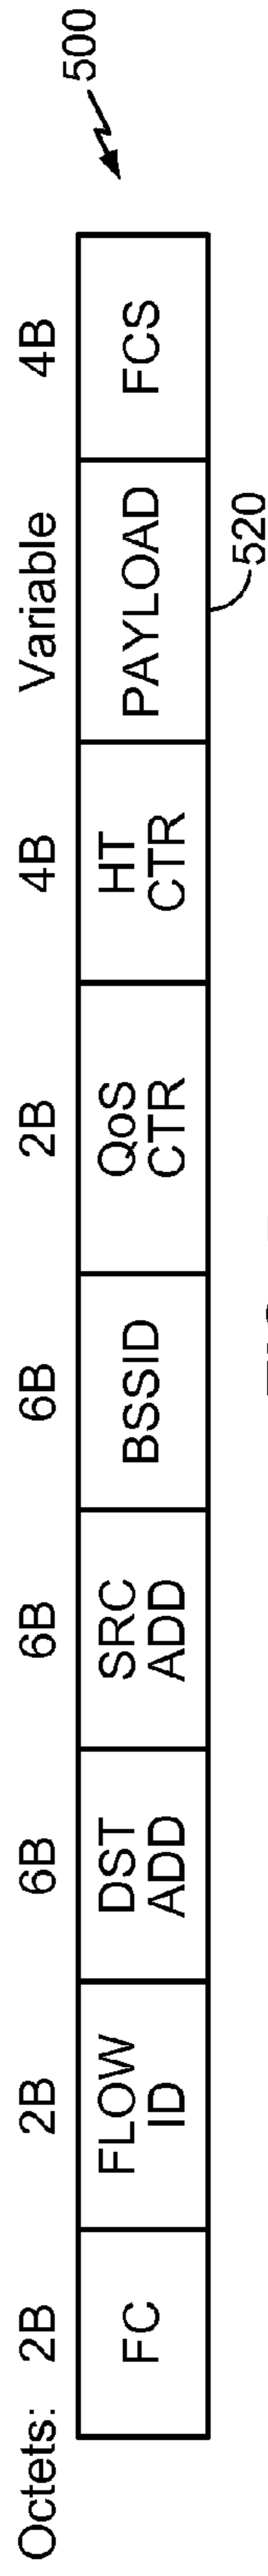 500
Octets: 2B 2B 6B 6B 6B 2B 4B Variable 4B
FC
FLOW
ID
DST
ADD
SRC
ADD
BSSID
QoS
CTR
HT
CTR
PAYLOAD
FCS
520